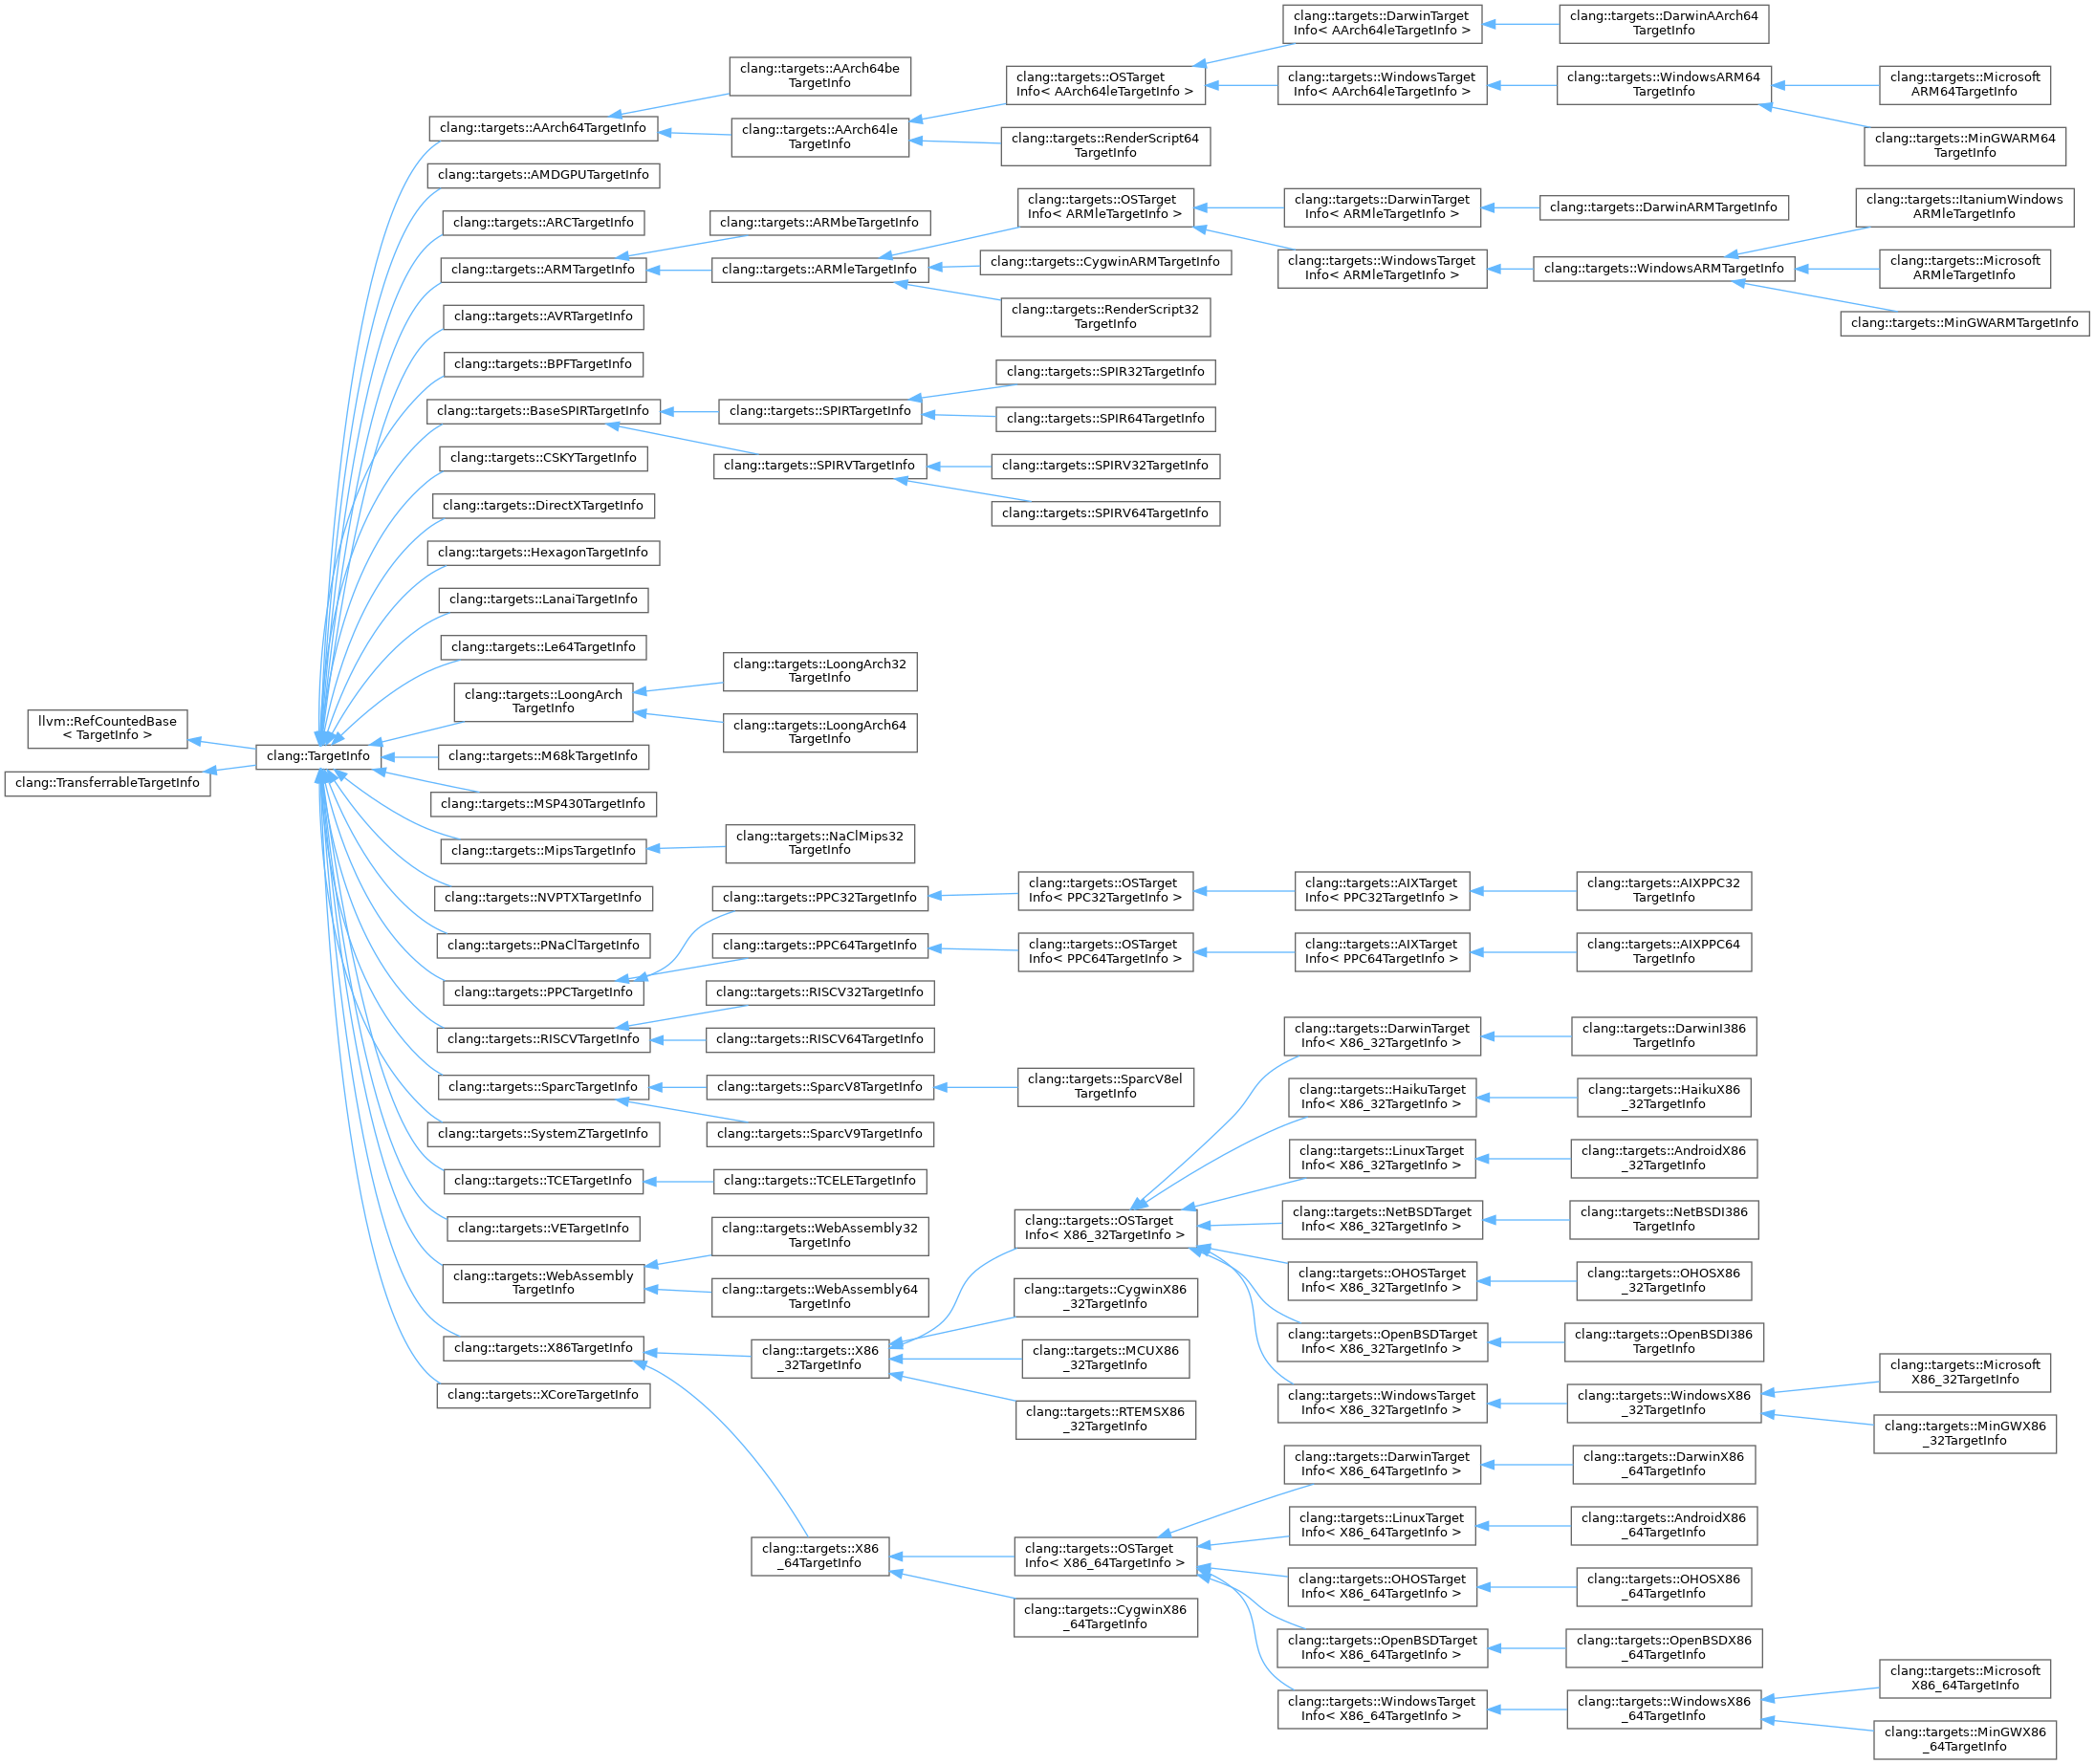 llvm::RefCountedBase
< TargetInfo >
clang::TransferrableTargetInfo
clang::TargetInfo
clang::targets::AArch64TargetInfo
clang::targets::AMDGPUTargetInfo
clang::targets::ARCTargetInfo
clang::targets::ARMTargetInfo
clang::targets::AVRTargetInfo
clang::targets::BPFTargetInfo
clang::targets::BaseSPIRTargetInfo
clang::targets::CSKYTargetInfo
clang::targets::DirectXTargetInfo
clang::targets::HexagonTargetInfo
clang::targets::LanaiTargetInfo
clang::targets::Le64TargetInfo
clang::targets::LoongArch
TargetInfo
clang::targets::M68kTargetInfo
clang::targets::MSP430TargetInfo
clang::targets::MipsTargetInfo
clang::targets::NVPTXTargetInfo
clang::targets::PNaClTargetInfo
clang::targets::PPCTargetInfo
clang::targets::RISCVTargetInfo
clang::targets::SparcTargetInfo
clang::targets::SystemZTargetInfo
clang::targets::TCETargetInfo
clang::targets::VETargetInfo
clang::targets::WebAssembly
TargetInfo
clang::targets::X86TargetInfo
clang::targets::XCoreTargetInfo
clang::targets::AArch64be
TargetInfo
clang::targets::AArch64le
TargetInfo
clang::targets::ARMbeTargetInfo
clang::targets::ARMleTargetInfo
clang::targets::SPIRTargetInfo
clang::targets::SPIRVTargetInfo
clang::targets::LoongArch32
TargetInfo
clang::targets::LoongArch64
TargetInfo
clang::targets::NaClMips32
TargetInfo
clang::targets::PPC32TargetInfo
clang::targets::PPC64TargetInfo
clang::targets::RISCV32TargetInfo
clang::targets::RISCV64TargetInfo
clang::targets::SparcV8TargetInfo
clang::targets::SparcV9TargetInfo
clang::targets::TCELETargetInfo
clang::targets::WebAssembly32
TargetInfo
clang::targets::WebAssembly64
TargetInfo
clang::targets::X86
_32TargetInfo
clang::targets::X86
_64TargetInfo
clang::targets::OSTarget
Info< AArch64leTargetInfo >
clang::targets::RenderScript64
TargetInfo
clang::targets::OSTarget
Info< ARMleTargetInfo >
clang::targets::CygwinARMTargetInfo
clang::targets::RenderScript32
TargetInfo
clang::targets::SPIR32TargetInfo
clang::targets::SPIR64TargetInfo
clang::targets::SPIRV32TargetInfo
clang::targets::SPIRV64TargetInfo
clang::targets::OSTarget
Info< PPC32TargetInfo >
clang::targets::OSTarget
Info< PPC64TargetInfo >
clang::targets::SparcV8el
TargetInfo
clang::targets::OSTarget
Info< X86_32TargetInfo >
clang::targets::CygwinX86
_32TargetInfo
clang::targets::MCUX86
_32TargetInfo
clang::targets::RTEMSX86
_32TargetInfo
clang::targets::OSTarget
Info< X86_64TargetInfo >
clang::targets::CygwinX86
_64TargetInfo
clang::targets::DarwinTarget
Info< AArch64leTargetInfo >
clang::targets::WindowsTarget
Info< AArch64leTargetInfo >
clang::targets::DarwinTarget
Info< ARMleTargetInfo >
clang::targets::WindowsTarget
Info< ARMleTargetInfo >
clang::targets::AIXTarget
Info< PPC32TargetInfo >
clang::targets::AIXTarget
Info< PPC64TargetInfo >
clang::targets::DarwinTarget
Info< X86_32TargetInfo >
clang::targets::HaikuTarget
Info< X86_32TargetInfo >
clang::targets::LinuxTarget
Info< X86_32TargetInfo >
clang::targets::NetBSDTarget
Info< X86_32TargetInfo >
clang::targets::OHOSTarget
Info< X86_32TargetInfo >
clang::targets::OpenBSDTarget
Info< X86_32TargetInfo >
clang::targets::WindowsTarget
Info< X86_32TargetInfo >
clang::targets::DarwinTarget
Info< X86_64TargetInfo >
clang::targets::LinuxTarget
Info< X86_64TargetInfo >
clang::targets::OHOSTarget
Info< X86_64TargetInfo >
clang::targets::OpenBSDTarget
Info< X86_64TargetInfo >
clang::targets::WindowsTarget
Info< X86_64TargetInfo >
clang::targets::DarwinAArch64
TargetInfo
clang::targets::WindowsARM64
TargetInfo
clang::targets::DarwinARMTargetInfo
clang::targets::WindowsARMTargetInfo
clang::targets::AIXPPC32
TargetInfo
clang::targets::AIXPPC64
TargetInfo
clang::targets::DarwinI386
TargetInfo
clang::targets::HaikuX86
_32TargetInfo
clang::targets::AndroidX86
_32TargetInfo
clang::targets::NetBSDI386
TargetInfo
clang::targets::OHOSX86
_32TargetInfo
clang::targets::OpenBSDI386
TargetInfo
clang::targets::WindowsX86
_32TargetInfo
clang::targets::DarwinX86
_64TargetInfo
clang::targets::AndroidX86
_64TargetInfo
clang::targets::OHOSX86
_64TargetInfo
clang::targets::OpenBSDX86
_64TargetInfo
clang::targets::WindowsX86
_64TargetInfo
clang::targets::Microsoft
ARM64TargetInfo
clang::targets::MinGWARM64
TargetInfo
clang::targets::ItaniumWindows
ARMleTargetInfo
clang::targets::Microsoft
ARMleTargetInfo
clang::targets::MinGWARMTargetInfo
clang::targets::Microsoft
X86_32TargetInfo
clang::targets::MinGWX86
_32TargetInfo
clang::targets::Microsoft
X86_64TargetInfo
clang::targets::MinGWX86
_64TargetInfo